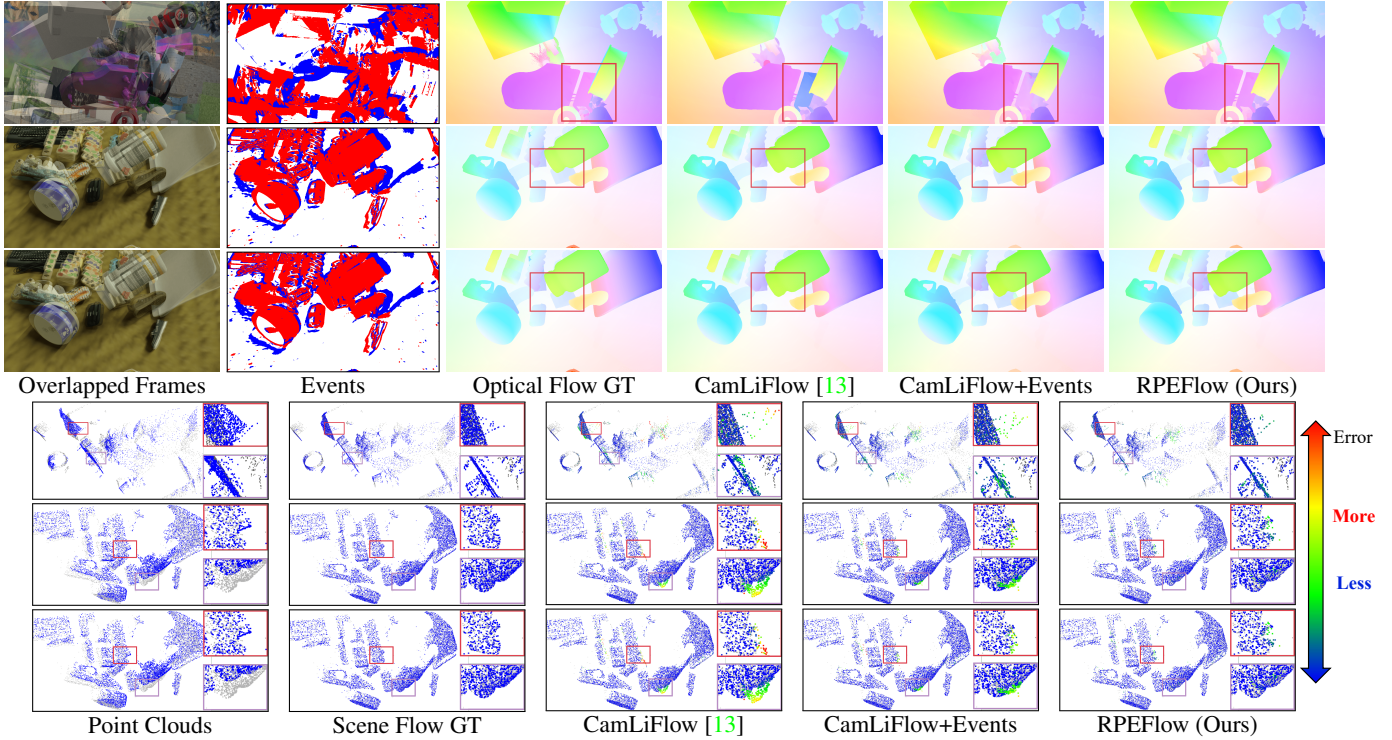 Overlapped Frames
Events
Optical Flow GT
CamLiFlow [13]
CamLiFlow+Events
RPEFlow (Ours)
Error
More
Less
Point Clouds
Scene Flow GT
CamLiFlow [13]
CamLiFlow+Events
RPEFlow (Ours)